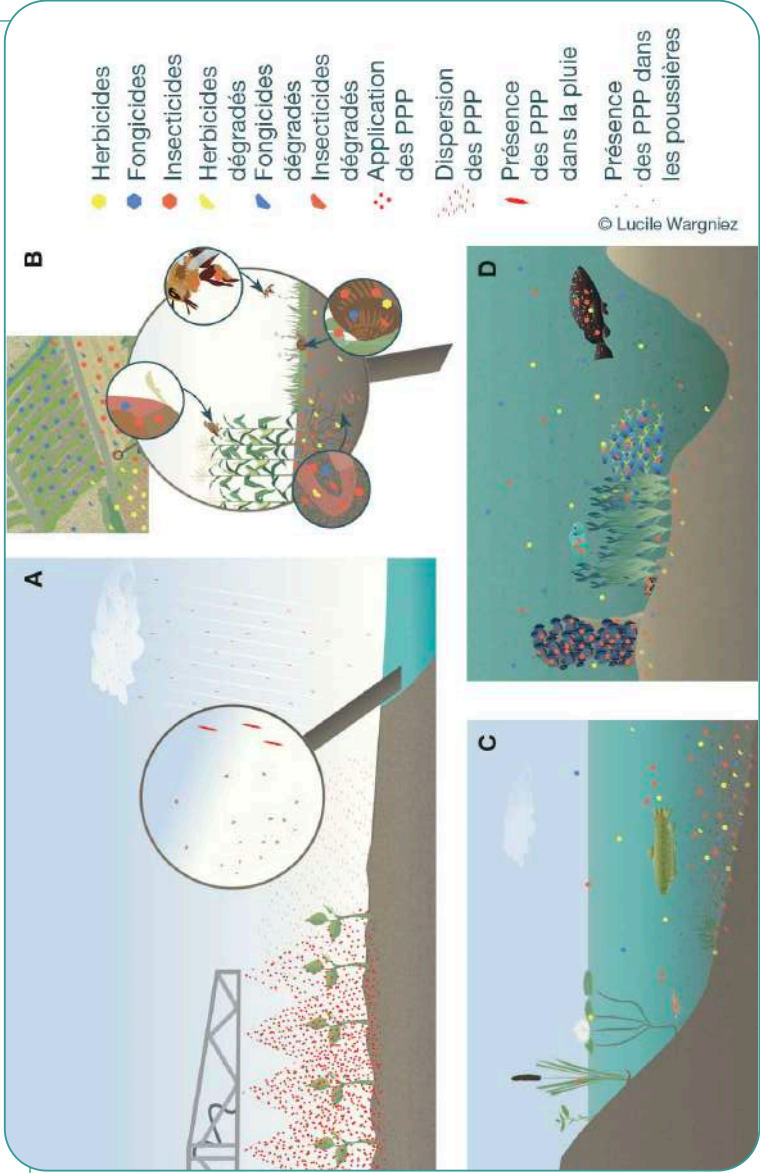 A
B
C
D
Herbicides
Fongicides
Insecticides
Herbicides
dégradés
Fongicides
dégradés
Insecticides
dégradés
Application
des PPP
Dispersion
des PPP
Présence
des PPP
dans la pluie
Présence
des PPP dans
les poussières
© Lucile Wargniez